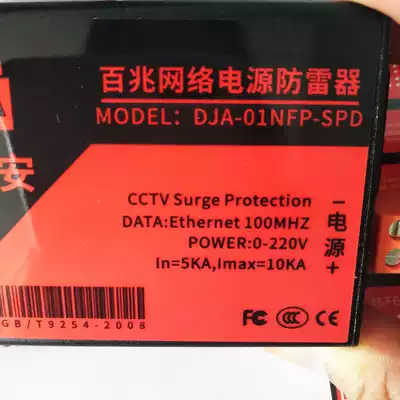 百兆网络电源防雷器
MODEL: DJA-01NFP-SPD
安
CCTV Surge Protection
DATA:Ethernet 100MHZ
POWER:0-220V
In=5KA,Imax=10KA
- 电源 +
GB/T9254-2008
FC CCC CE